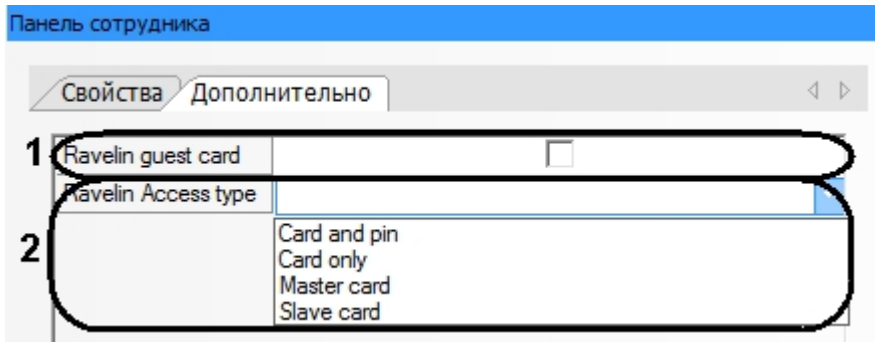 Панель сотрудника
Свойства Дополнительно
1 Ravelin guest card
2 Ravelin Access type
Card and pin
Card only
Master card
Slave card